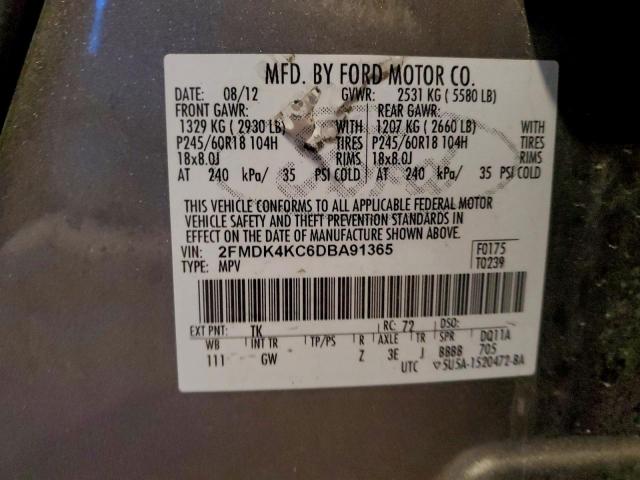 MFD. BY FORD MOTOR CO.
DATE: 08/12 GVWR: 2531 KG ( 5580 LB)
FRONT GAWR: REAR GAWR:
1329 KG ( 2930 LB) WITH 1207 KG ( 2660 LB) WITH
P245/60R18 104H TIRES P245/60R18 104H TIRES
18x8.0J RIMS 18x8.0J RIMS
AT 240 kPa/ 35 PSI COLD AT 240 kPa/ 35 PSI COLD
THIS VEHICLE CONFORMS TO ALL APPLICABLE FEDERAL MOTOR
VEHICLE SAFETY AND THEFT PREVENTION STANDARDS IN
EFFECT ON THE DATE OF MANUFACTURE SHOWN ABOVE.
VIN: 2FMDK4KC6DBA91365 F0175
TYPE: MPV T0239
EXT PNT: TK RC: 72 DSO:
WB INT TR TP/PS R AXLE TR SPR DQ11A
111 GW Z 3E J BBBB 705
UTC ▽5U5A-1520472-BA